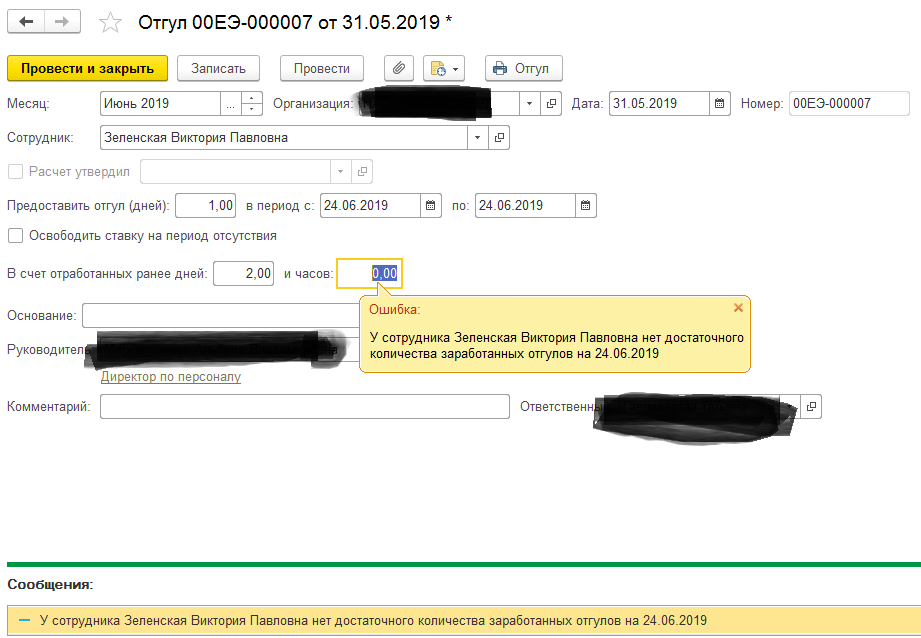 Отгул 00ЕЭ-000007 от 31.05.2019 *
Провести и закрыть Записать Провести Отгул
Месяц: Июнь 2019 ... Организация: Дата: 31.05.2019 Номер: 00ЕЭ-000007
Сотрудник: Зеленская Виктория Павловна
Расчет утвердил
Предоставить отгул (дней): 1,00 в период с: 24.06.2019 по: 24.06.2019
Освободить ставку на период отсутствия
В счет отработанных ранее дней: 2,00 и часов: 0,00
Ошибка:
У сотрудника Зеленская Виктория Павловна нет достаточного
количества заработанных отгулов на 24.06.2019
Основание:
Руководитель
Директор по персоналу
Комментарий: Ответственны
Сообщения:
У сотрудника Зеленская Виктория Павловна нет достаточного количества заработанных отгулов на 24.06.2019